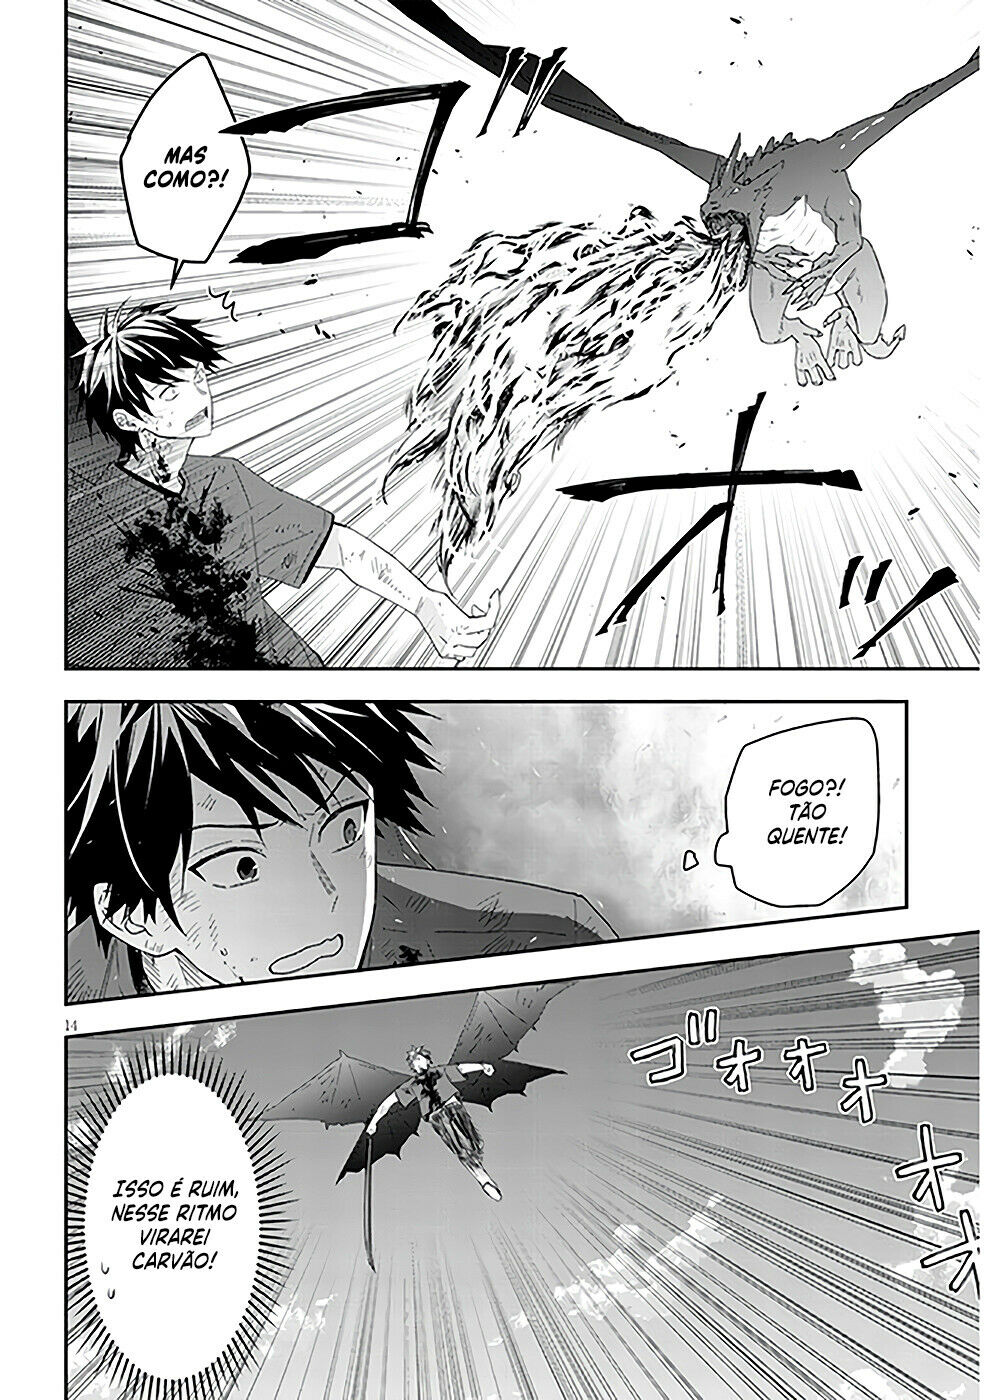 MAS
COMO?!
ゴ
オッ
FOGO?!
TÃO
QUENTE!
14
ゴオオオオオ
ISSO É RUIM,
NESSE RITMO
VIRAREI
CARVÃO!